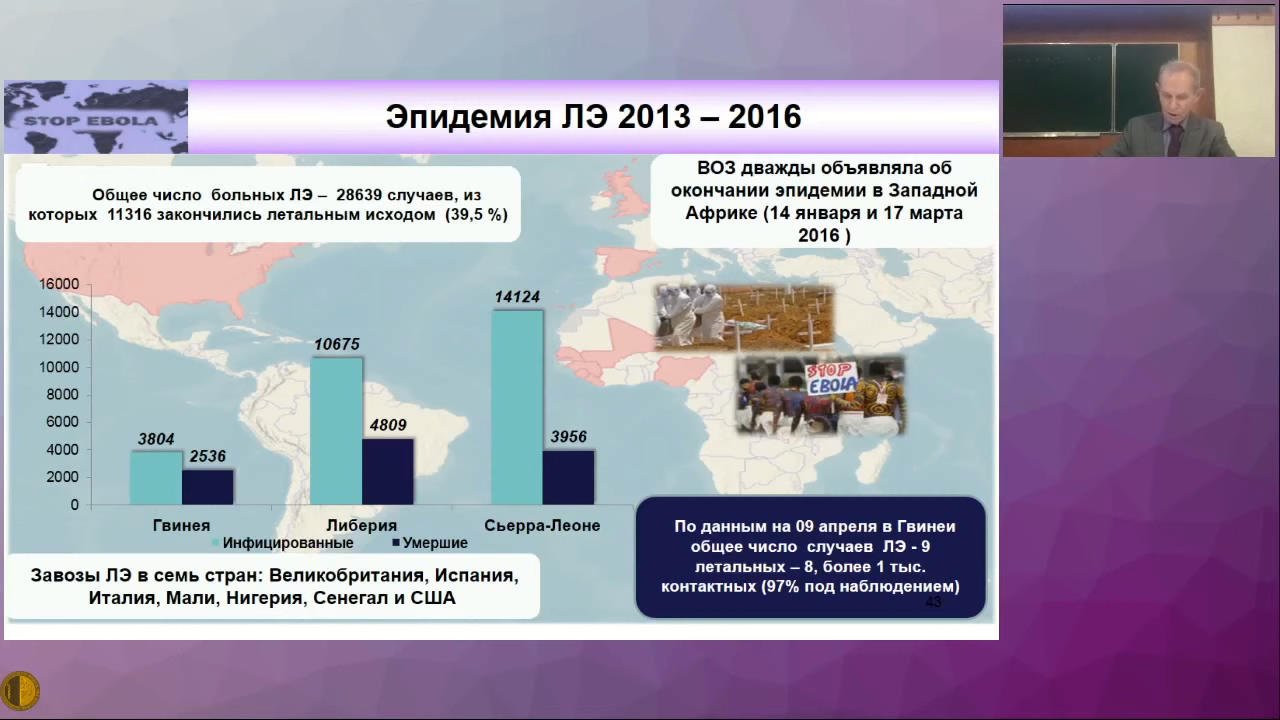 STOP EBOLA
Эпидемия ЛЭ 2013 – 2016
Общее число больных ЛЭ – 28639 случаев, из
которых 11316 закончились летальным исходом (39,5 %)
ВОЗ дважды объявляла об
окончании эпидемии в Западной
Африке (14 января и 17 марта
2016 )
16000
14000
12000
10000
8000
6000
4000
2000
0
3804
2536
10675
4809
14124
3956
Гвинея
Либерия
Сьерра-Леоне
Инфицированные
Умершие
STOP
EBOLA
Завозы ЛЭ в семь стран: Великобритания, Испания,
Италия, Мали, Нигерия, Сенегал и США
По данным на 09 апреля в Гвинеи
общее число случаев ЛЭ - 9
летальных – 8, более 1 тыс.
контактных (97% под наблюдением)
43